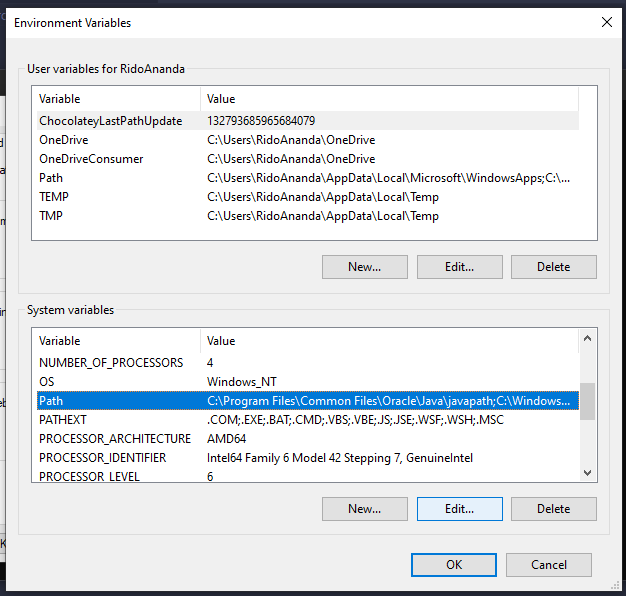 Environment Variables
User variables for RidoAnanda
Variable Value
ChocolateyLastPathUpdate 132793685965684079
OneDrive C:\Users\RidoAnanda\OneDrive
OneDriveConsumer C:\Users\RidoAnanda\OneDrive
Path C:\Users\RidoAnanda\AppData\Local\Microsoft\WindowsApps;C:\...
TEMP C:\Users\RidoAnanda\AppData\Local\Temp
TMP C:\Users\RidoAnanda\AppData\Local\Temp
New... Edit... Delete
System variables
Variable Value
NUMBER_OF_PROCESSORS 4
OS Windows_NT
Path C:\Program Files\Common Files\Oracle\Java\javapath;C:\Windows...
PATHEXT .COM;.EXE;.BAT;.CMD;.VBS;.VBE;.JS;.JSE;.WSF;.WSH;.MSC
PROCESSOR_ARCHITECTURE AMD64
PROCESSOR_IDENTIFIER Intel64 Family 6 Model 42 Stepping 7, GenuineIntel
PROCESSOR_LEVEL 6
New... Edit... Delete
OK Cancel